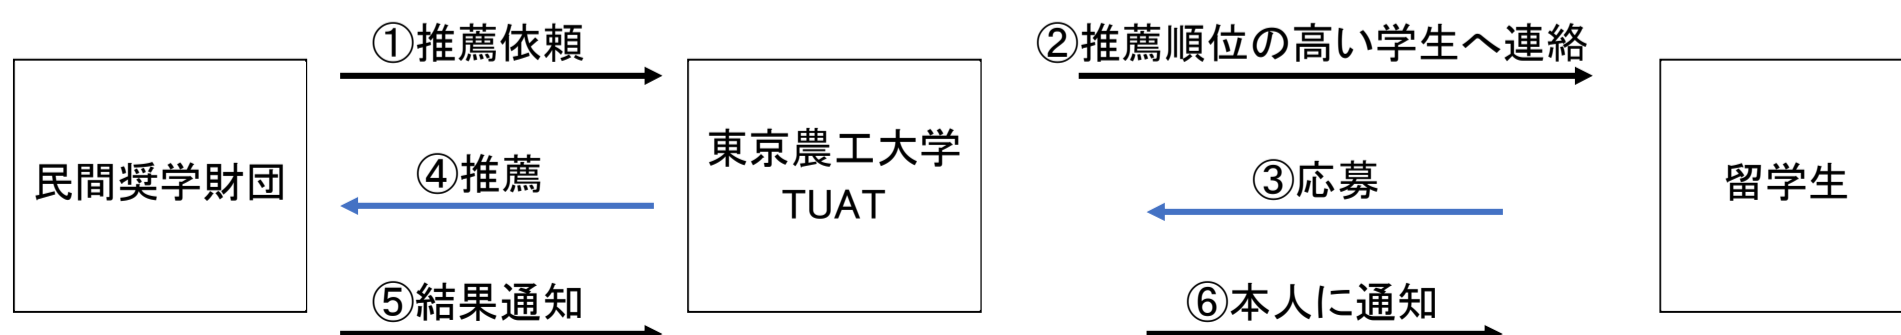 ①推薦依頼
②推薦順位の高い学生へ連絡
民間奨学財団
④推薦
東京農工大学
TUAT
③応募
留学生
⑤結果通知
⑥本人に通知